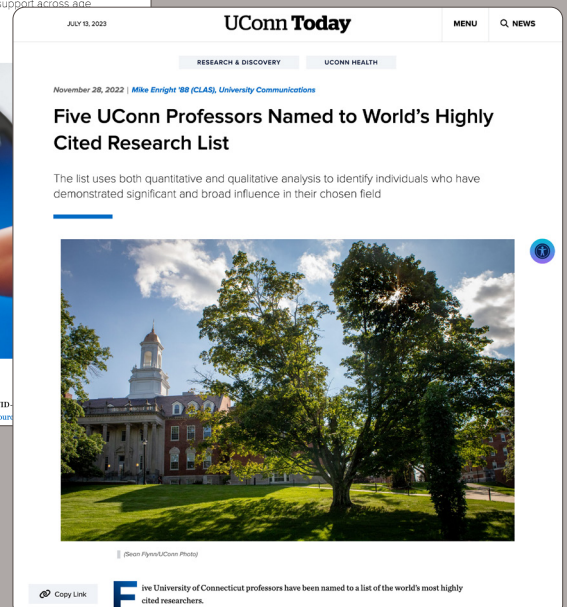 support across age
JULY 13, 2023
UConn Today
MENU
NEWS
RESEARCH & DISCOVERY
UCONN HEALTH
November 28, 2022 | Mike Enright '88 (CLAS), University Communications
Five UConn Professors Named to World's Highly
Cited Research List
The list uses both quantitative and qualitative analysis to identify individuals who have
demonstrated significant and broad influence in their chosen field
(Sean Flynn/UConn Photo)
Copy Link
Five University of Connecticut professors have been named to a list of the world's most highly
cited researchers.